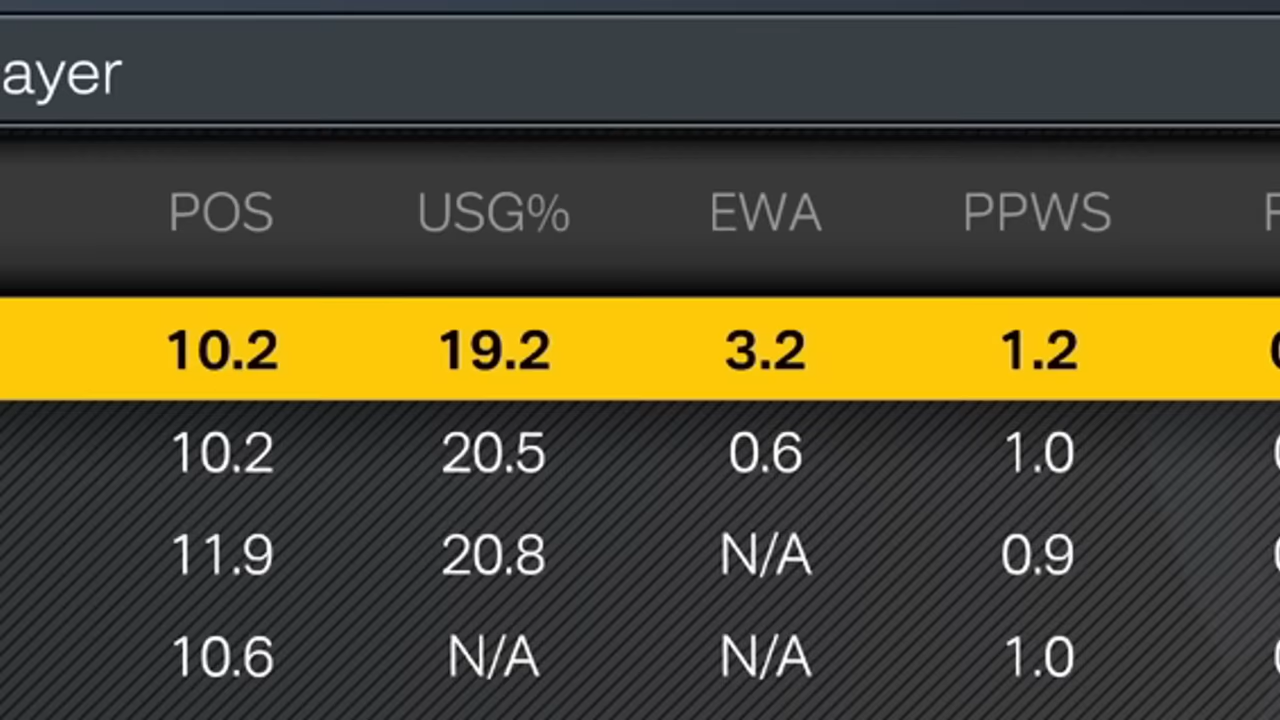 ayer
POS USG% EWA PPWS
10.2 19.2 3.2 1.2
10.2 20.5 0.6 1.0
11.9 20.8 N/A 0.9
10.6 N/A N/A 1.0